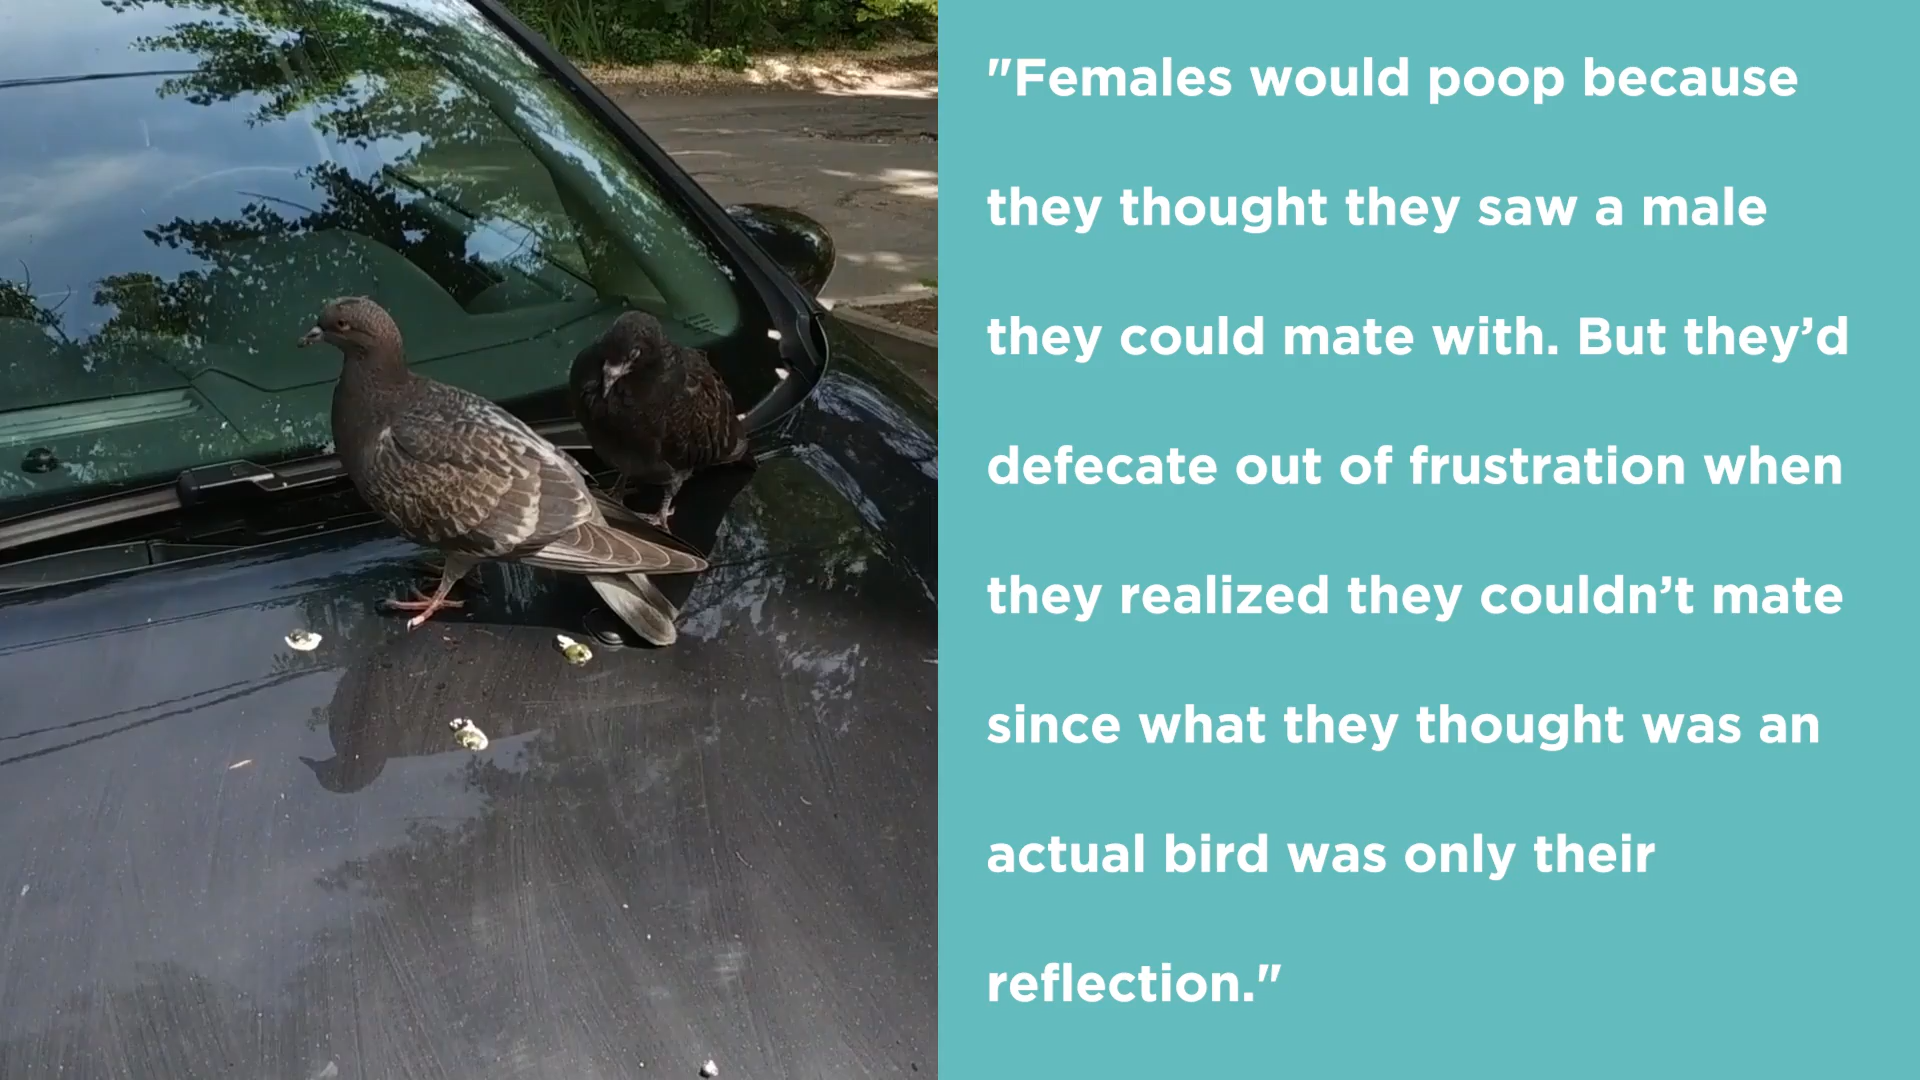 "Females would poop because
they thought they saw a male
they could mate with. But they’d
defecate out of frustration when
they realized they couldn’t mate
since what they thought was an
actual bird was only their
reflection."